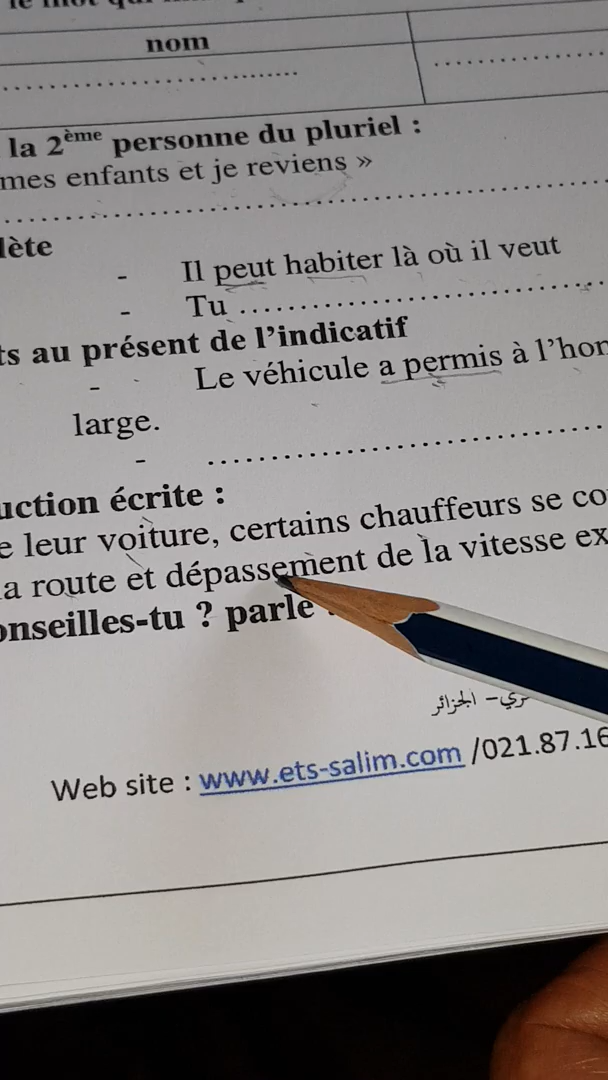 nom
la 2ème personne du pluriel :
mes enfants et je reviens »
lète
- Il peut habiter là où il veut
- Tu ........................................
ts au présent de l'indicatif
- Le véhicule a permis à l'hon
large.
- ........................................
uction écrite :
e leur voiture, certains chauffeurs se co
a route et dépassement de la vitesse ex
onseilles-tu ? parle
الجزائر
Web site : www.ets-salim.com /021.87.16